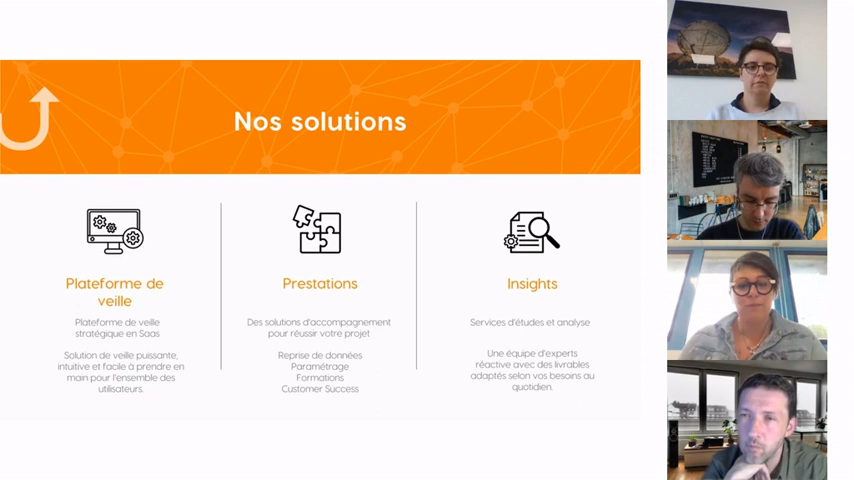 Nos solutions
Plateforme de
veille
Plateforme de veille
stratégique en Saas
Solution de veille puissante,
intuitive et facile à prendre en
main pour l'ensemble des
utilisateurs.
Prestations
Des solutions d'accompagnement
pour réussir votre projet
Reprise de données
Paramétrage
Formations
Customer Success
Insights
Services d'études et analyse
Une équipe d'experts
réactive avec des livrables
adaptés selon vos besoins au
quotidien.